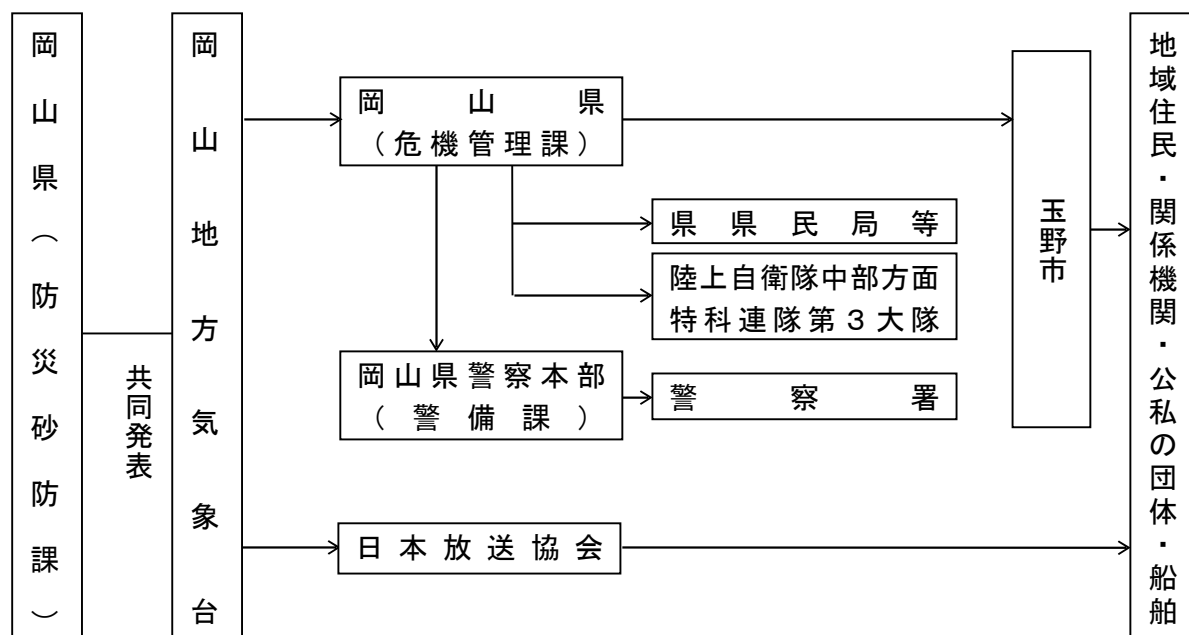 岡山県（防災砂防課）
共同発表
岡山地方気象台
岡山県
（危機管理課）
県県民局等
陸上自衛隊中部方面
特科連隊第３大隊
岡山県警察本部
（警備課）
警察署
日本放送協会
玉野市
地域住民・関係機関・公私の団体・船舶